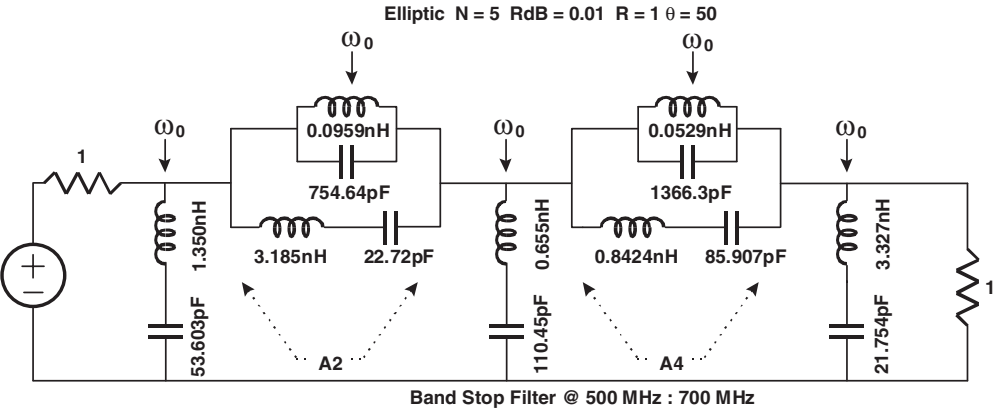 Elliptic N = 5 RdB = 0.01 R = 1 θ = 50
ω0
ω0
0.0959nH
0.0529nH
ω0
ω0
ω0
1
754.64pF
1366.3pF
1.350nH
0.655nH
3.327nH
3.185nH
22.72pF
0.8424nH
85.907pF
1
53.603pF
110.45pF
21.754pF
A2
A4
Band Stop Filter @ 500 MHz : 700 MHz